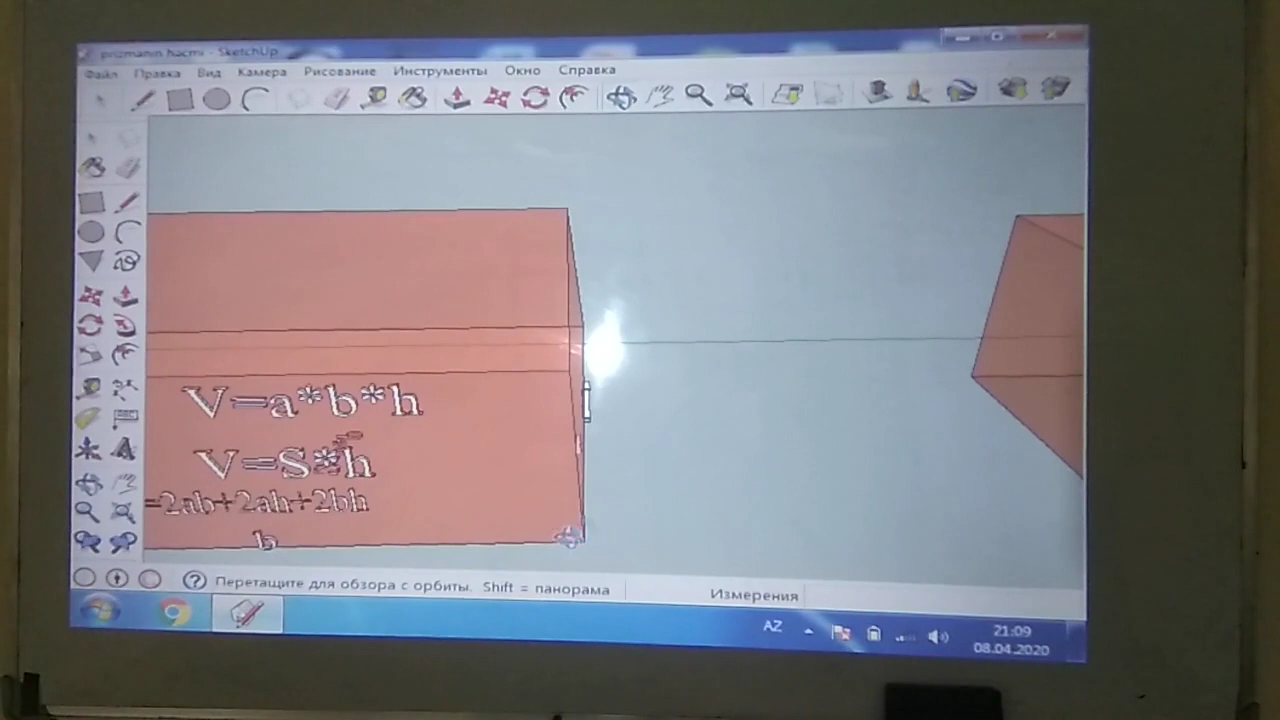 prizmanin hacmi - SketchUp
Файл Правка Вид Камера Рисование Инструменты Окно Справка
V=a*b*h
V=S*h
=2ab+2ah+2bh
b
Перетащите для обзора с орбиты. Shift = панорама Измерения
AZ 21:09
08.04.2020